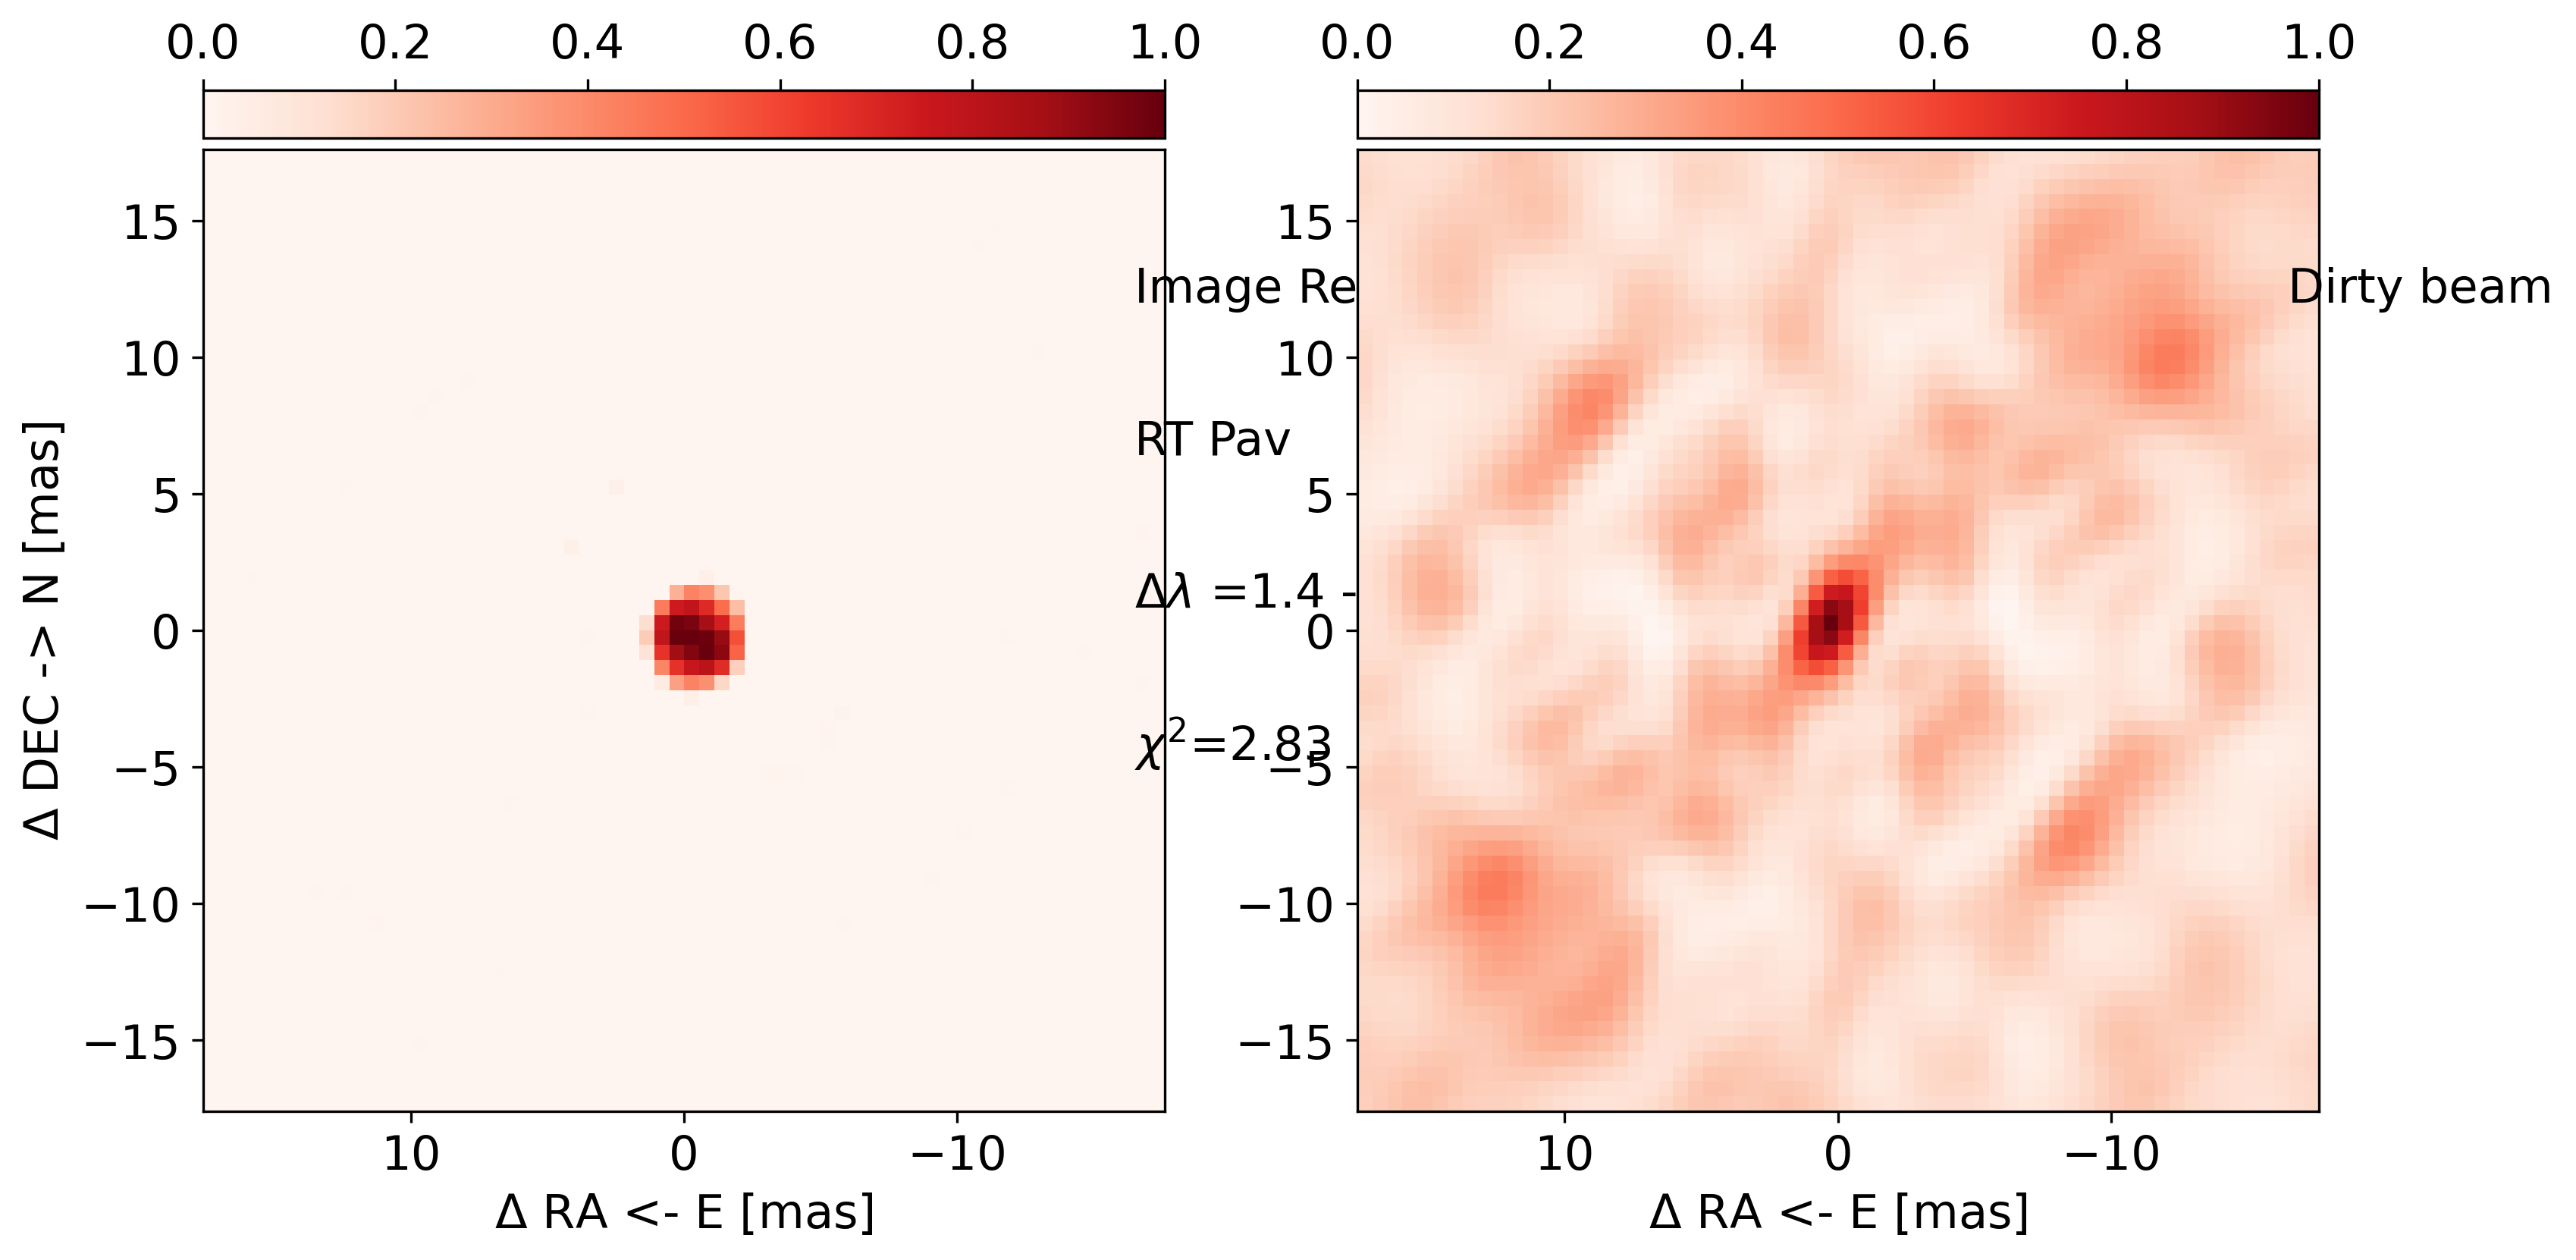 0.0 0.2 0.4 0.6 0.8 1.0
0.0 0.2 0.4 0.6 0.8 1.0
Δ DEC -> N [mas]
15
10
5
0
−5
−10
−15
Image Re
RT Pav
Δλ =1.4 -
χ²=2.83
10 0 −10
Δ RA <- E [mas]
15
10
5
0
−5
−10
−15
Dirty beam
10 0 −10
Δ RA <- E [mas]